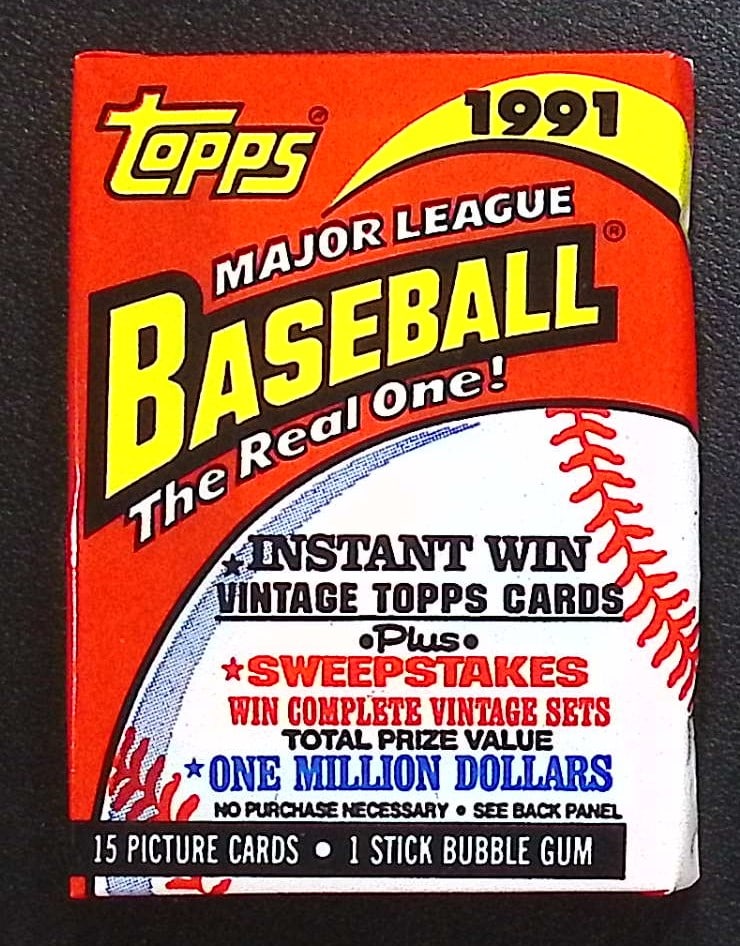 Topps®
1991
MAJOR LEAGUE
BASEBALL®
The Real One!
★INSTANT WIN
VINTAGE TOPPS CARDS
•Plus•
★SWEEPSTAKES
WIN COMPLETE VINTAGE SETS
TOTAL PRIZE VALUE
★ONE MILLION DOLLARS
NO PURCHASE NECESSARY • SEE BACK PANEL
15 PICTURE CARDS • 1 STICK BUBBLE GUM